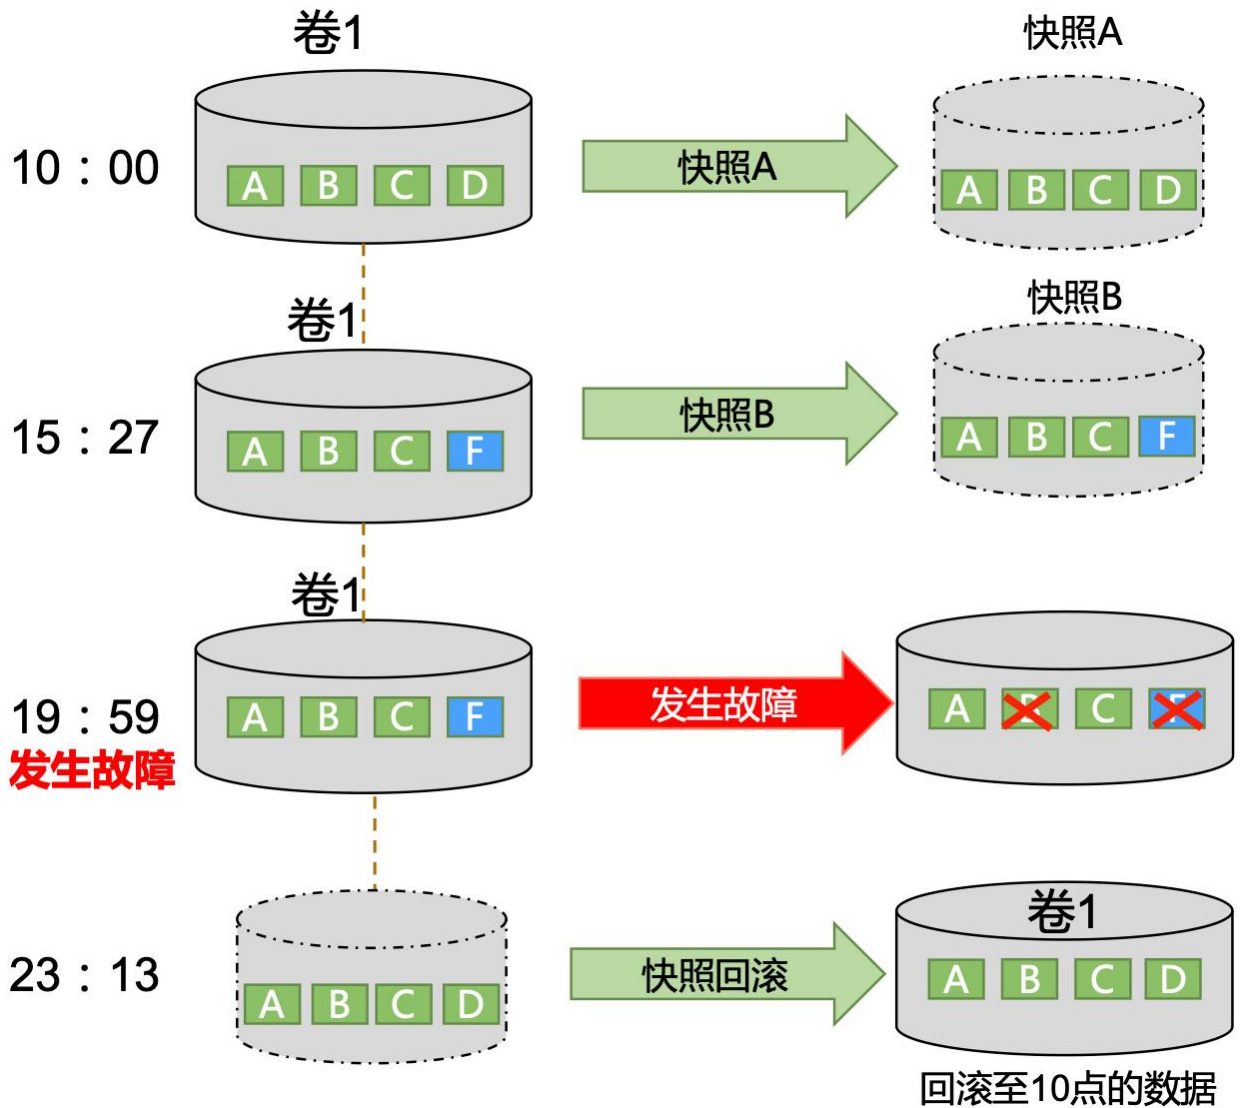 卷1
快照A
10：00
A B C D
快照A
A B C D
卷1
快照B
15：27
A B C F
快照B
A B C F
卷1
19：59
发生故障
A B C F
发生故障
A B C F
23：13
A B C D
快照回滚
卷1
A B C D
回滚至10点的数据